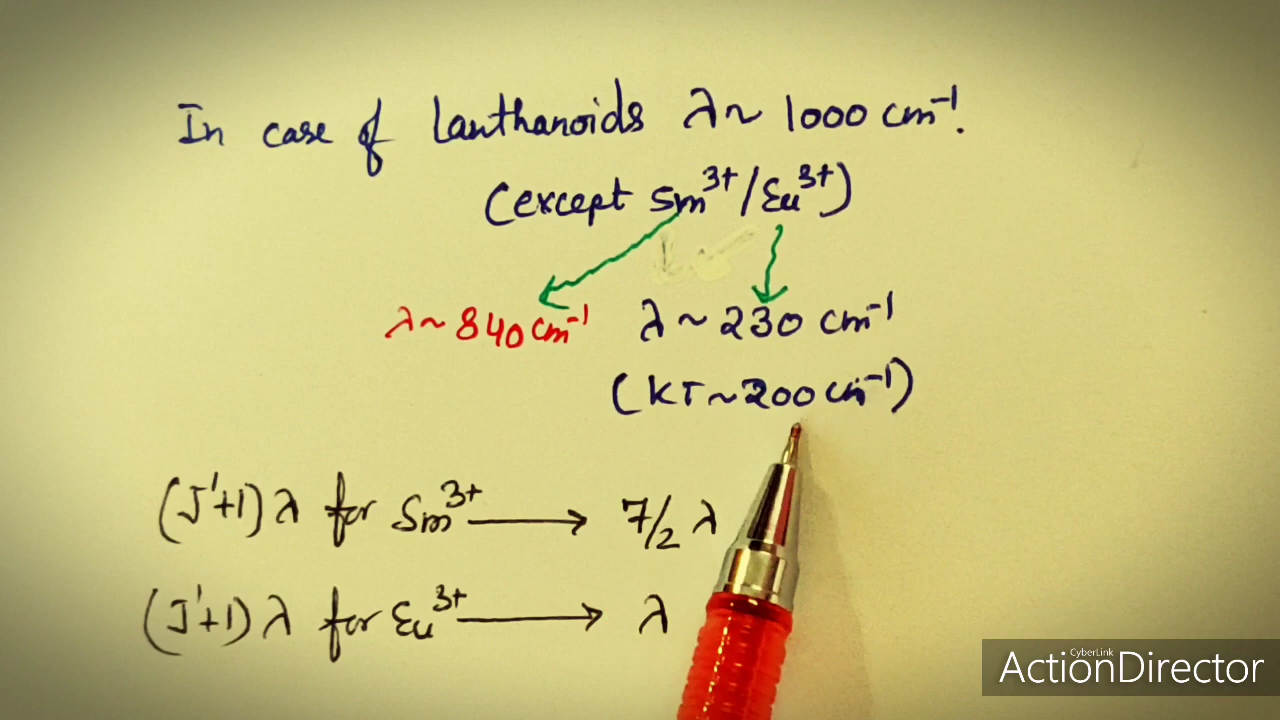 In case of lanthanoids λ ~ 1000 cm⁻¹.
(except Sm³⁺/Eu³⁺)
λ ~ 840 cm⁻¹ λ ~ 230 cm⁻¹
(KT ~ 200 cm⁻¹)
(J'+1) λ for Sm³⁺ → 7/2 λ
(J'+1) λ for Eu³⁺ → λ
CyberLink
ActionDirector